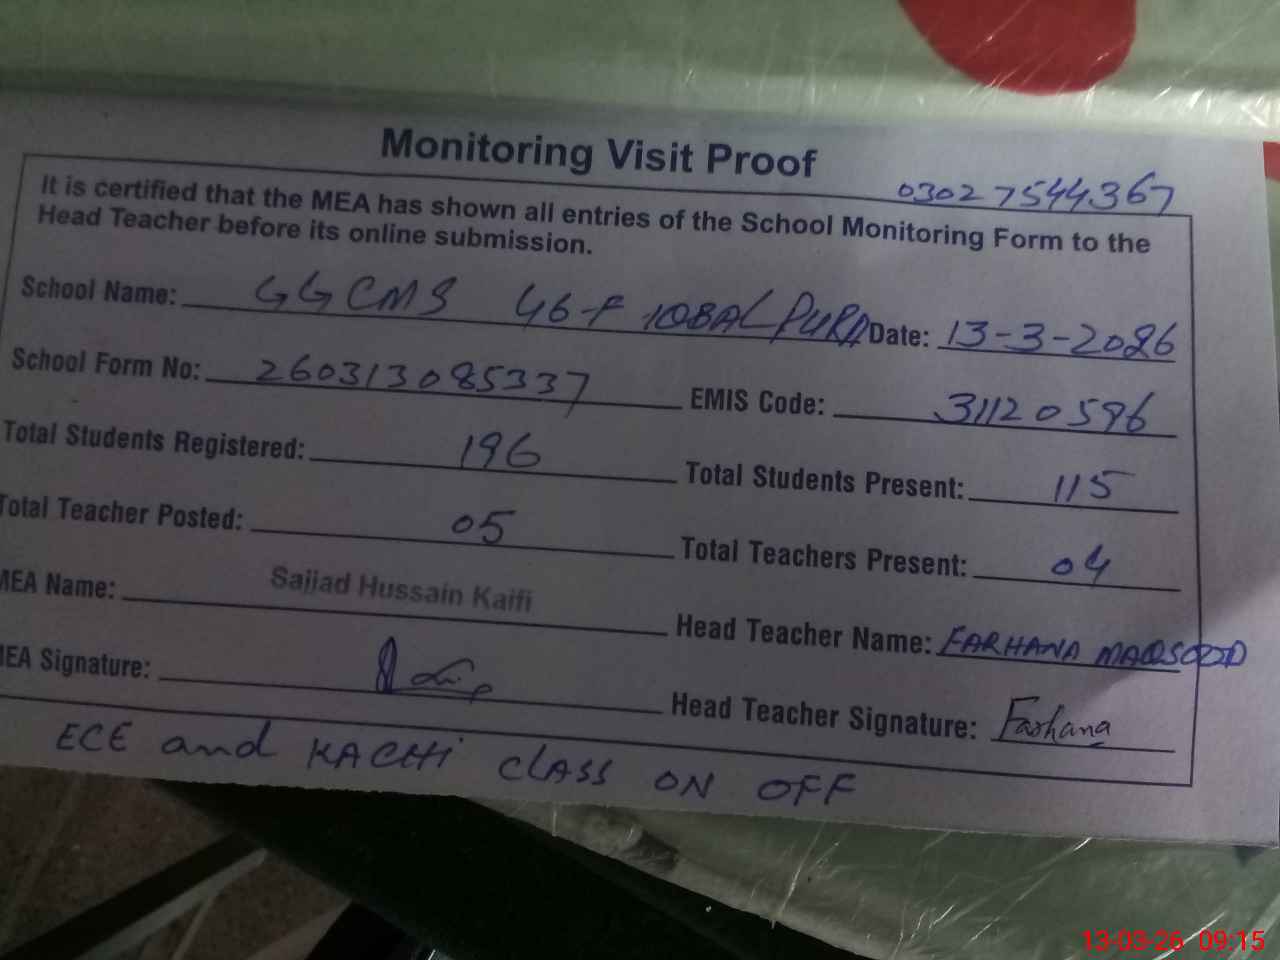 Monitoring Visit Proof
03027544367
It is certified that the MEA has shown all entries of the School Monitoring Form to the
Head Teacher before its online submission.
School Name: GGCMS 46-F IQBAL PURA Date: 13-3-2026
School Form No: 260313085337 EMIS Code: 31120596
Total Students Registered: 196 Total Students Present: 115
Total Teacher Posted: 05 Total Teachers Present: 04
MEA Name: Sajjad Hussain Kaifi Head Teacher Name: FARHANA MAQSOOD
MEA Signature: Head Teacher Signature: Farhana
ECE and KACHi CLASS ON OFF
13-03-26 09:15